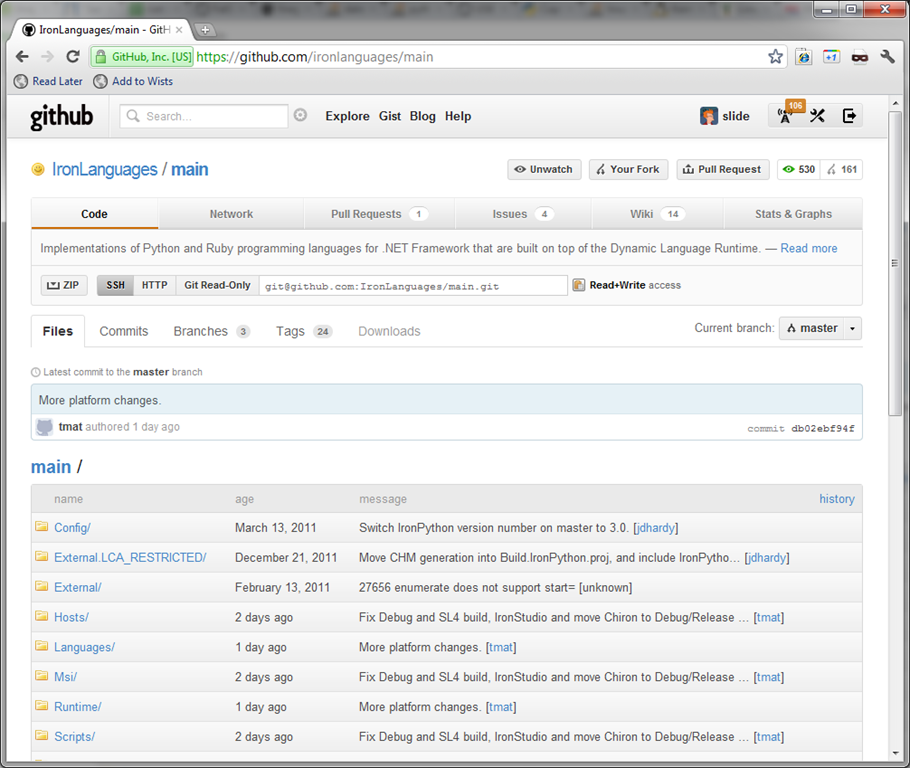 IronLanguages/main - GitH
GitHub, Inc. [US] https://github.com/ironlanguages/main
+1
Read Later Add to Wists
github Search... Explore Gist Blog Help slide 106
IronLanguages / main Unwatch Your Fork Pull Request 530 161
Code Network Pull Requests 1 Issues 4 Wiki 14 Stats & Graphs
Implementations of Python and Ruby programming languages for .NET Framework that are built on top of the Dynamic Language Runtime. — Read more
ZIP SSH HTTP Git Read-Only git@github.com:IronLanguages/main.git Read+Write access
Files Commits Branches 3 Tags 24 Downloads Current branch: master
Latest commit to the master branch
More platform changes.
tmat authored 1 day ago commit db02ebf94f
main /
name age message history
Config/ March 13, 2011 Switch IronPython version number on master to 3.0. [jdhardy]
External.LCA_RESTRICTED/ December 21, 2011 Move CHM generation into Build.IronPython.proj, and include IronPytho... [jdhardy]
External/ February 13, 2011 27656 enumerate does not support start= [unknown]
Hosts/ 2 days ago Fix Debug and SL4 build, IronStudio and move Chiron to Debug/Release ... [tmat]
Languages/ 1 day ago More platform changes. [tmat]
Msi/ 2 days ago Fix Debug and SL4 build, IronStudio and move Chiron to Debug/Release ... [tmat]
Runtime/ 1 day ago More platform changes. [tmat]
Scripts/ 2 days ago Fix Debug and SL4 build, IronStudio and move Chiron to Debug/Release ... [tmat]